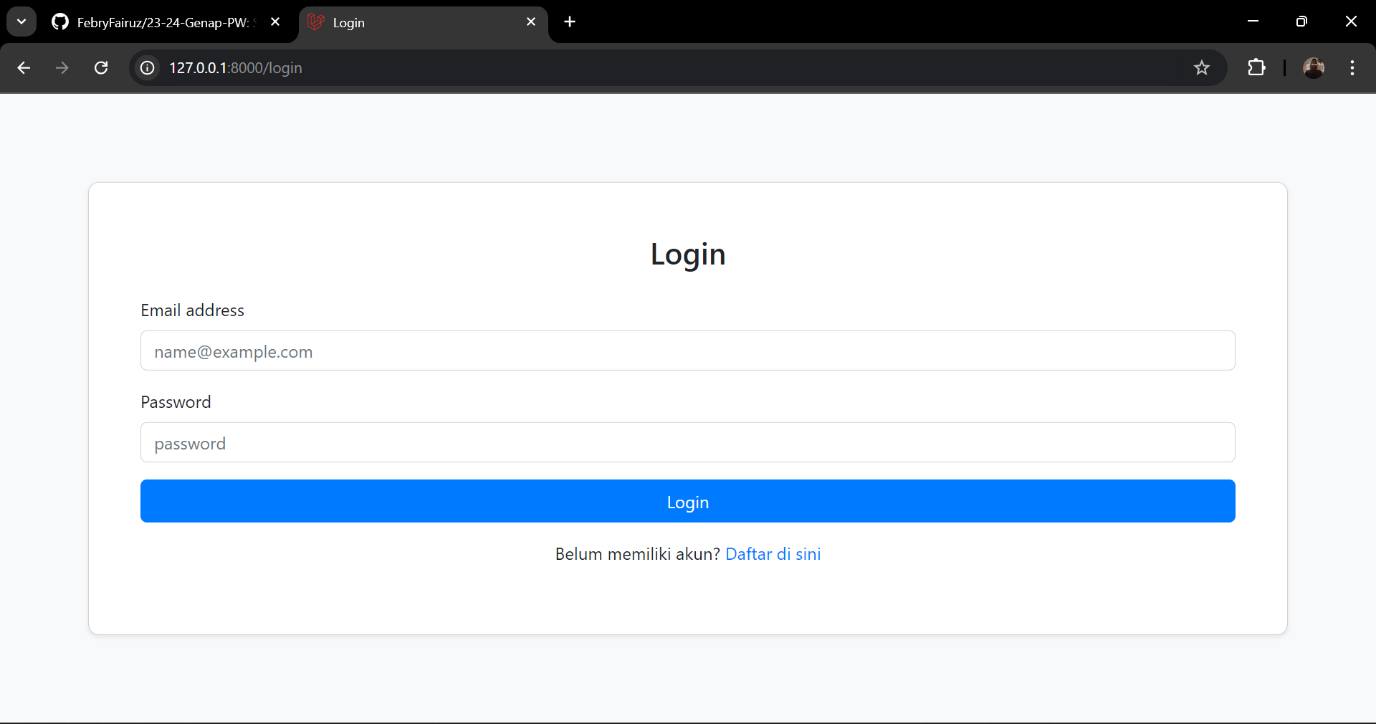 FebryFairuz/23-24-Genap-PW:
Login
127.0.0.1:8000/login
Login
Email address
name@example.com
Password
password
Login
Belum memiliki akun? Daftar di sini